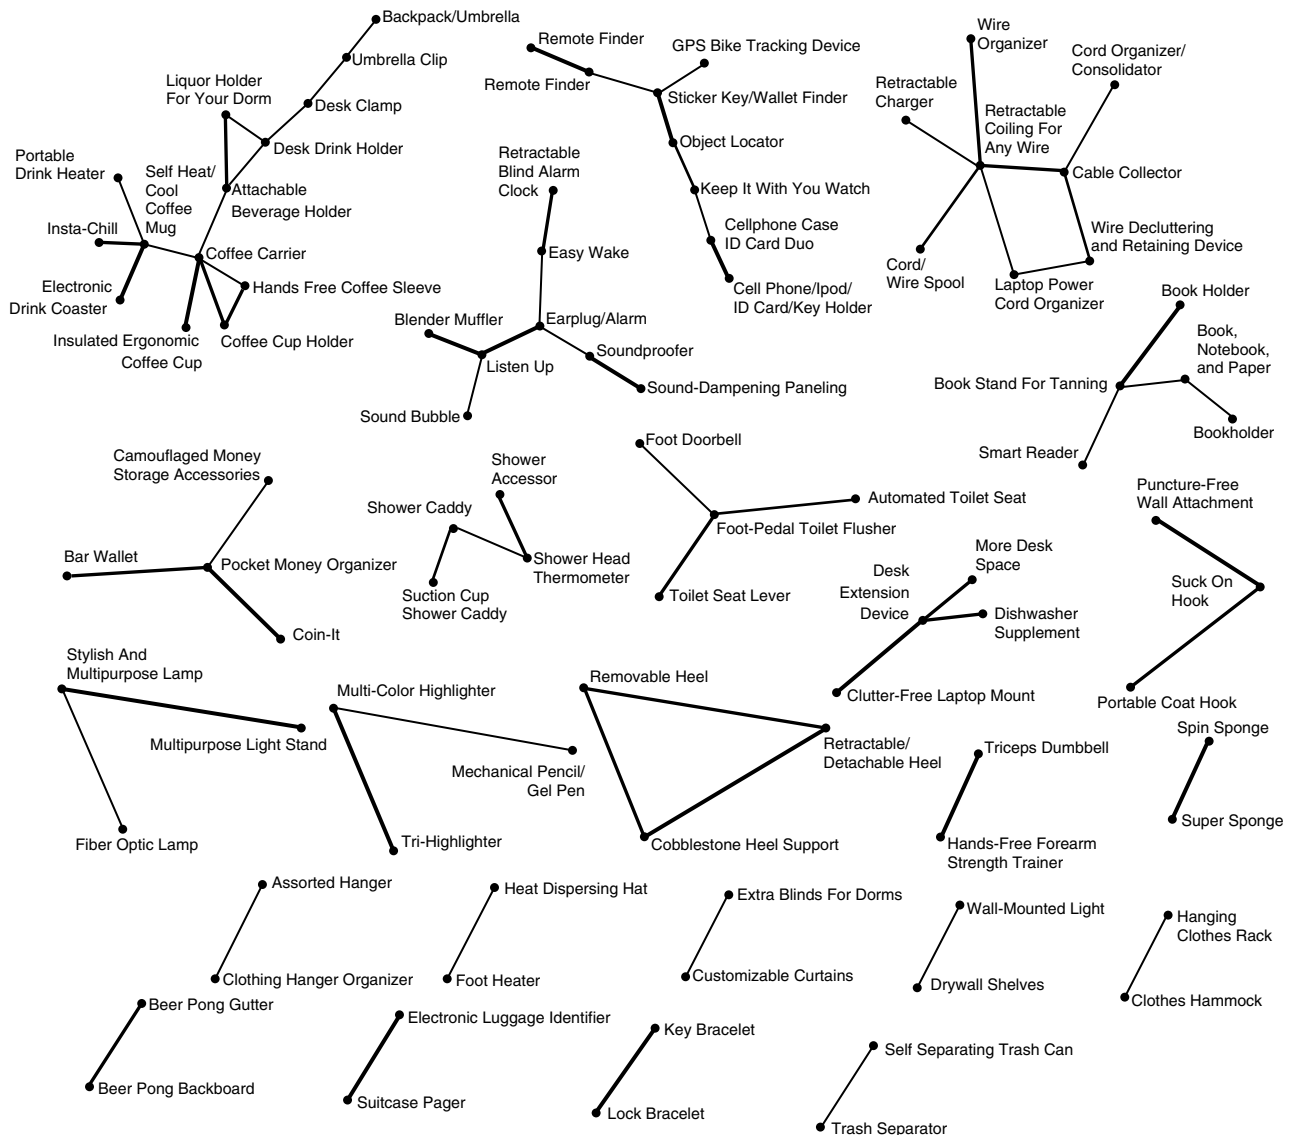 Backpack/Umbrella
Umbrella Clip
Liquor Holder
For Your Dorm
Desk Clamp
Desk Drink Holder
Portable
Drink Heater
Self Heat/
Cool
Coffee
Mug
Attachable
Beverage Holder
Insta-Chill
Coffee Carrier
Electronic
Drink Coaster
Hands Free Coffee Sleeve
Insulated Ergonomic
Coffee Cup
Coffee Cup Holder
Remote Finder
Remote Finder
GPS Bike Tracking Device
Sticker Key/Wallet Finder
Object Locator
Keep It With You Watch
Cellphone Case
ID Card Duo
Cell Phone/Ipod/
ID Card/Key Holder
Retractable
Blind Alarm
Clock
Easy Wake
Blender Muffler
Earplug/Alarm
Soundproofer
Listen Up
Sound-Dampening Paneling
Sound Bubble
Wire
Organizer
Cord Organizer/
Consolidator
Retractable
Charger
Retractable
Coiling For
Any Wire
Cable Collector
Wire Decluttering
and Retaining Device
Cord/
Wire Spool
Laptop Power
Cord Organizer
Book Holder
Book,
Notebook,
and Paper
Book Stand For Tanning
Bookholder
Smart Reader
Camouflaged Money
Storage Accessories
Bar Wallet
Pocket Money Organizer
Coin-It
Shower
Accessor
Shower Caddy
Shower Head
Thermometer
Suction Cup
Shower Caddy
Foot Doorbell
Automated Toilet Seat
Foot-Pedal Toilet Flusher
Toilet Seat Lever
More Desk
Space
Desk
Extension
Device
Dishwasher
Supplement
Clutter-Free Laptop Mount
Puncture-Free
Wall Attachment
Suck On
Hook
Portable Coat Hook
Stylish And
Multipurpose Lamp
Multipurpose Light Stand
Fiber Optic Lamp
Multi-Color Highlighter
Mechanical Pencil/
Gel Pen
Tri-Highlighter
Removable Heel
Retractable/
Detachable Heel
Cobblestone Heel Support
Triceps Dumbbell
Hands-Free Forearm
Strength Trainer
Spin Sponge
Super Sponge
Assorted Hanger
Clothing Hanger Organizer
Heat Dispersing Hat
Foot Heater
Extra Blinds For Dorms
Customizable Curtains
Wall-Mounted Light
Drywall Shelves
Hanging
Clothes Rack
Clothes Hammock
Beer Pong Gutter
Beer Pong Backboard
Electronic Luggage Identifier
Suitcase Pager
Key Bracelet
Lock Bracelet
Self Separating Trash Can
Trash Separator